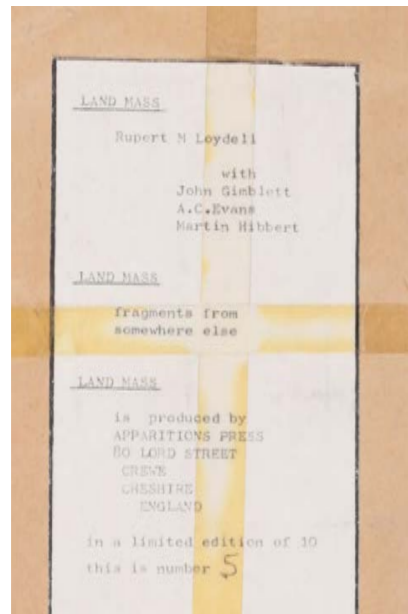 LAND MASS
Rupert M Loydell
with
John Gimblett
A.C.Evans
Martin Hibbert
LAND MASS
fragments from
somewhere else
LAND MASS
is produced by
APPARITIONS PRESS
80 LORD STREET
CREWE
CHESHIRE
ENGLAND
in a limited edition of 10
this is number 5